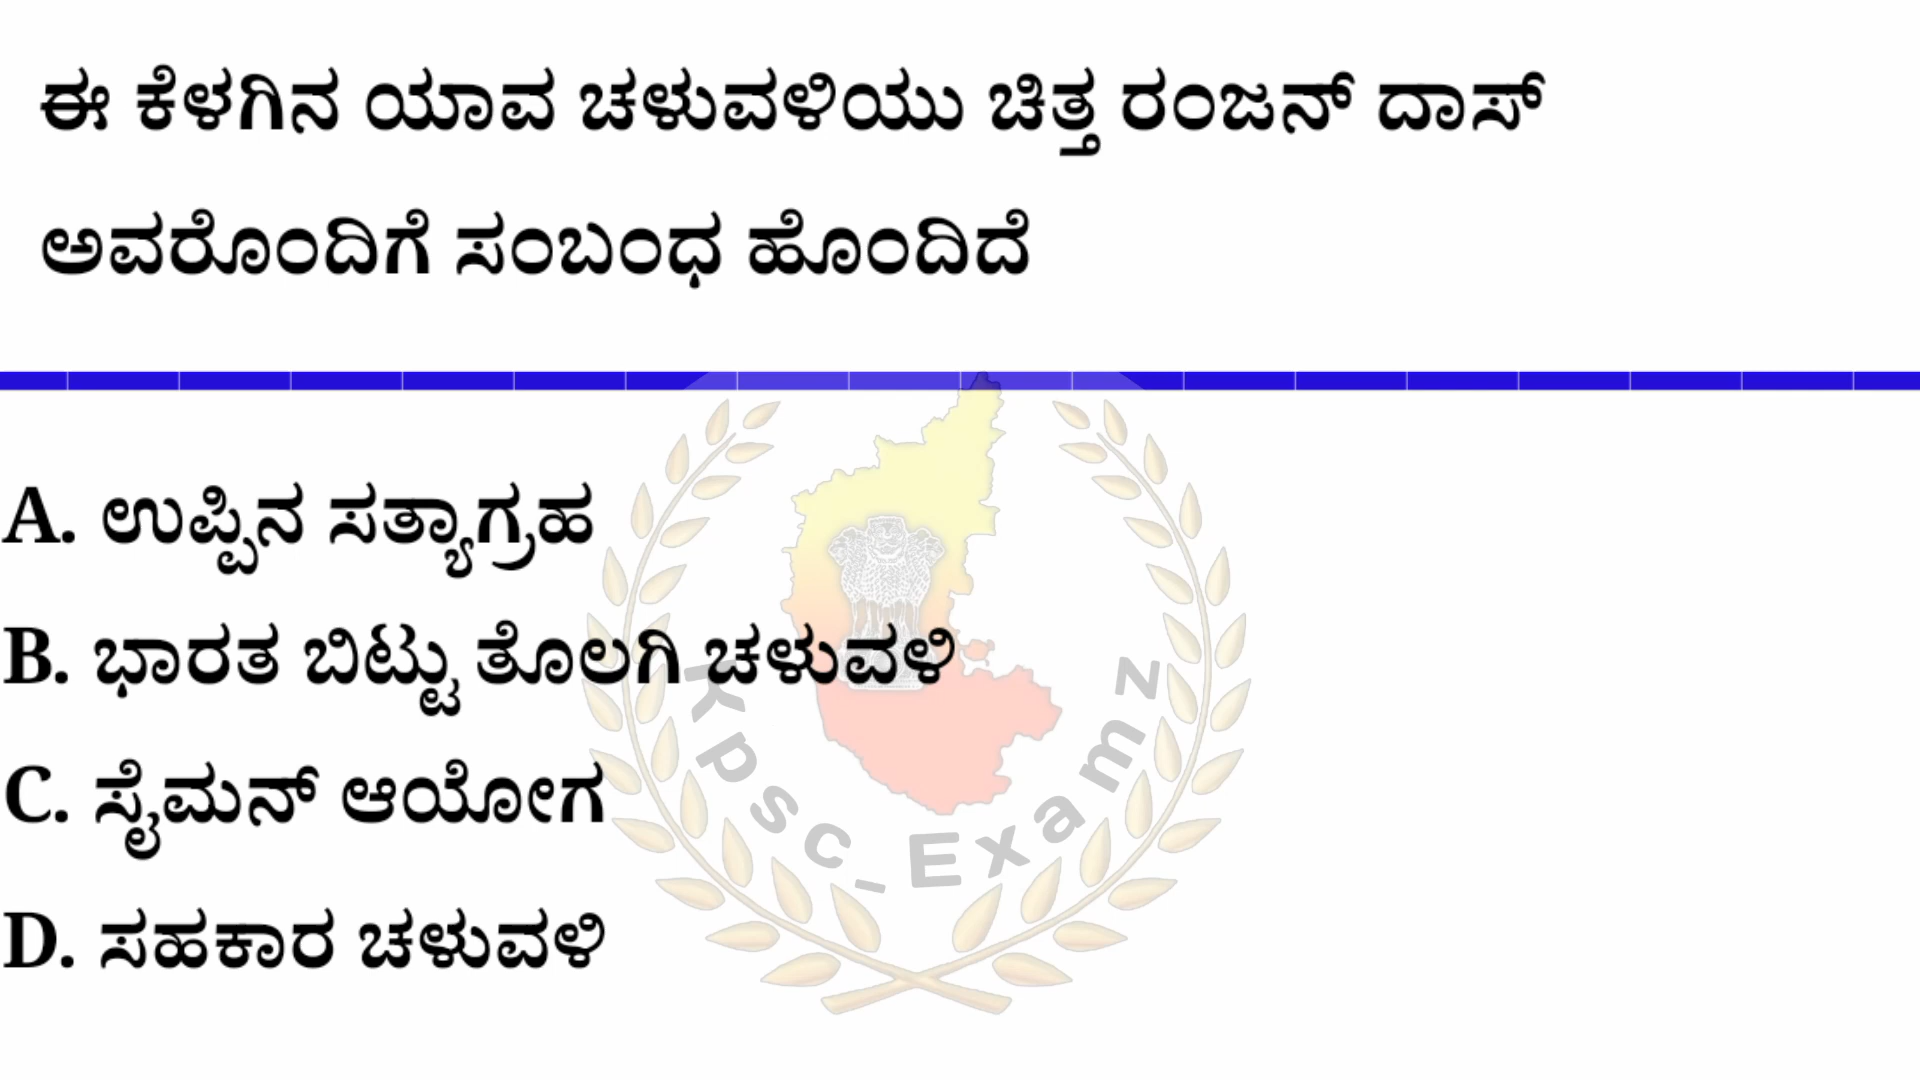 ಈ ಕೆಳಗಿನ ಯಾವ ಚಳುವಳಿಯು ಚಿತ್ತ ರಂಜನ್ ದಾಸ್
ಅವರೊಂದಿಗೆ ಸಂಬಂಧ ಹೊಂದಿದೆ
A. ಉಪ್ಪಿನ ಸತ್ಯಾಗ್ರಹ
B. ಭಾರತ ಬಿಟ್ಟು ತೊಲಗಿ ಚಳುವಳಿ
C. ಸೈಮನ್ ಆಯೋಗ
D. ಸಹಕಾರ ಚಳುವಳಿ
Kpsc_Examz